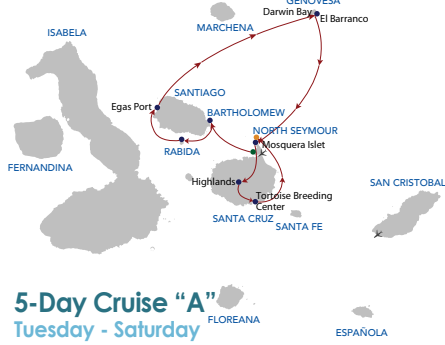 GENOVESA
Darwin Bay
El Barranco
MARCHENA
ISABELA
SANTIAGO
Egas Port
BARTHOLOMEW
NORTH SEYMOUR
Mosquera Islet
RABIDA
FERNANDINA
Highlands
SAN CRISTOBAL
Tortoise Breeding
Center
SANTA CRUZ
SANTA FE
5-Day Cruise “A”
Tuesday - Saturday
FLOREANA
ESPAÑOLA